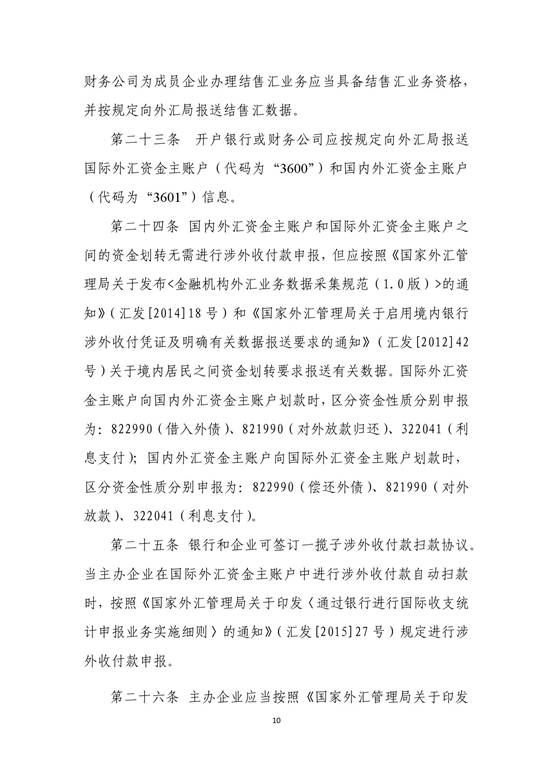 财务公司为成员企业办理结售汇业务应当具备结售汇业务资格，
并按规定向外汇局报送结售汇数据。
第二十三条　开户银行或财务公司应按规定向外汇局报送
国际外汇资金主账户（代码为“3600”）和国内外汇资金主账户
（代码为“3601”）信息。
第二十四条 国内外汇资金主账户和国际外汇资金主账户之
间的资金划转无需进行涉外收付款申报，但应按照《国家外汇管
理局关于发布<金融机构外汇业务数据采集规范（1.0版）>的通
知》（汇发[2014]18号）和《国家外汇管理局关于启用境内银行
涉外收付凭证及明确有关数据报送要求的通知》（汇发[2012]42
号）关于境内居民之间资金划转要求报送有关数据。国际外汇资
金主账户向国内外汇资金主账户划款时，区分资金性质分别申报
为：822990（借入外债）、821990（对外放款归还）、322041（利
息支付）；国内外汇资金主账户向国际外汇资金主账户划款时，
区分资金性质分别申报为：822990（偿还外债）、821990（对外
放款）、322041（利息支付）。
第二十五条 银行和企业可签订一揽子涉外收付款扫款协议。
当主办企业在国际外汇资金主账户中进行涉外收付款自动扫款
时，按照《国家外汇管理局关于印发〈通过银行进行国际收支统
计申报业务实施细则〉的通知》（汇发[2015]27号）规定进行涉
外收付款申报。
第二十六条 主办企业应当按照《国家外汇管理局关于印发
10